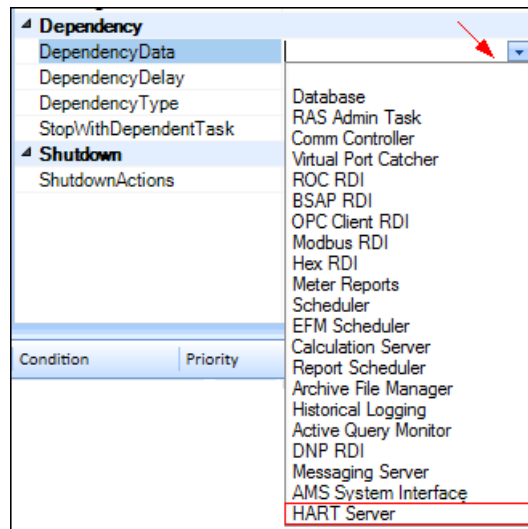 Dependency
DependencyData
DependencyDelay
DependencyType
StopWithDependentTask
Shutdown
ShutdownActions
Database
RAS Admin Task
Comm Controller
Virtual Port Catcher
ROC RDI
BSAP RDI
OPC Client RDI
Modbus RDI
Hex RDI
Meter Reports
Scheduler
EFM Scheduler
Calculation Server
Report Scheduler
Archive File Manager
Historical Logging
Active Query Monitor
DNP RDI
Messaging Server
AMS System Interface
HART Server
Condition Priority